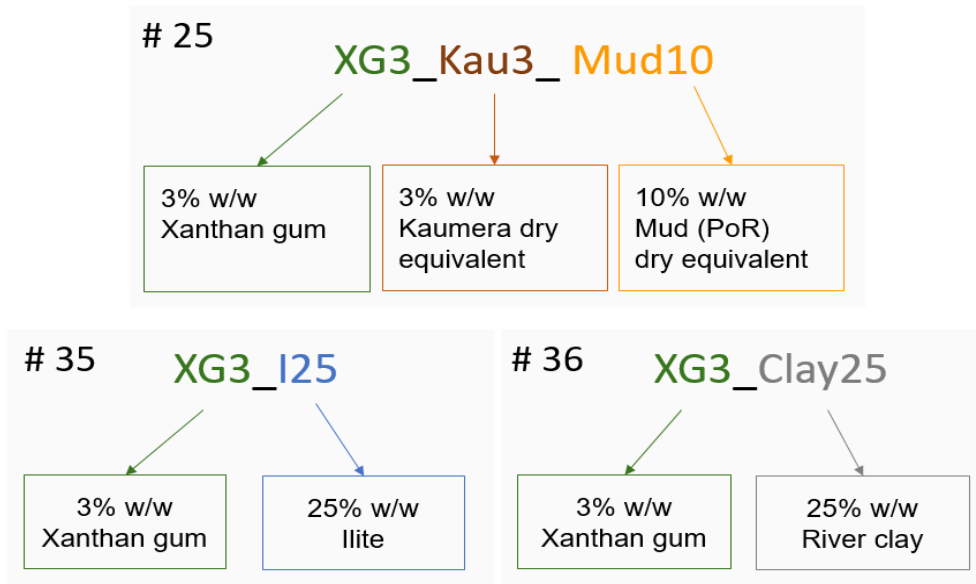 # 25
XG3_Kau3_ Mud10
3% w/w
Xanthan gum
3% w/w
Kaumera dry
equivalent
10% w/w
Mud (PoR)
dry equivalent
# 35
XG3_I25
3% w/w
Xanthan gum
25% w/w
Ilite
# 36
XG3_Clay25
3% w/w
Xanthan gum
25% w/w
River clay